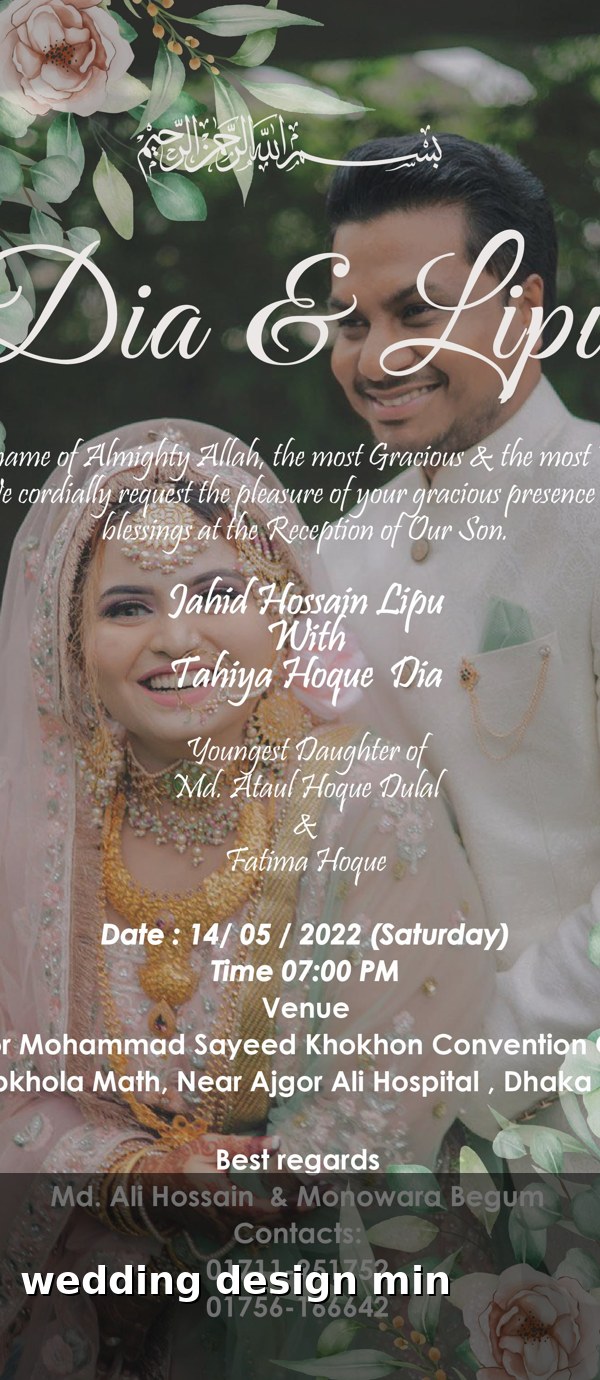 بسم الله الرحمن الرحيم
Dia & Lipu
name of Almighty Allah, the most Gracious & the most
We cordially request the pleasure of your gracious presence
blessings at the Reception of Our Son.
Jahid Hossain Lipu
With
Tahiya Hoque Dia
Youngest Daughter of
Md. Ataul Hoque Dulal
&
Fatima Hoque
Date : 14/ 05 / 2022 (Saturday)
Time 07:00 PM
Venue
Mohammad Sayeed Khokhon Convention
Math, Near Ajgor Ali Hospital , Dhaka
Best regards
Md. Ali Hossain & Monowara Begum
Contacts:
wedding design min